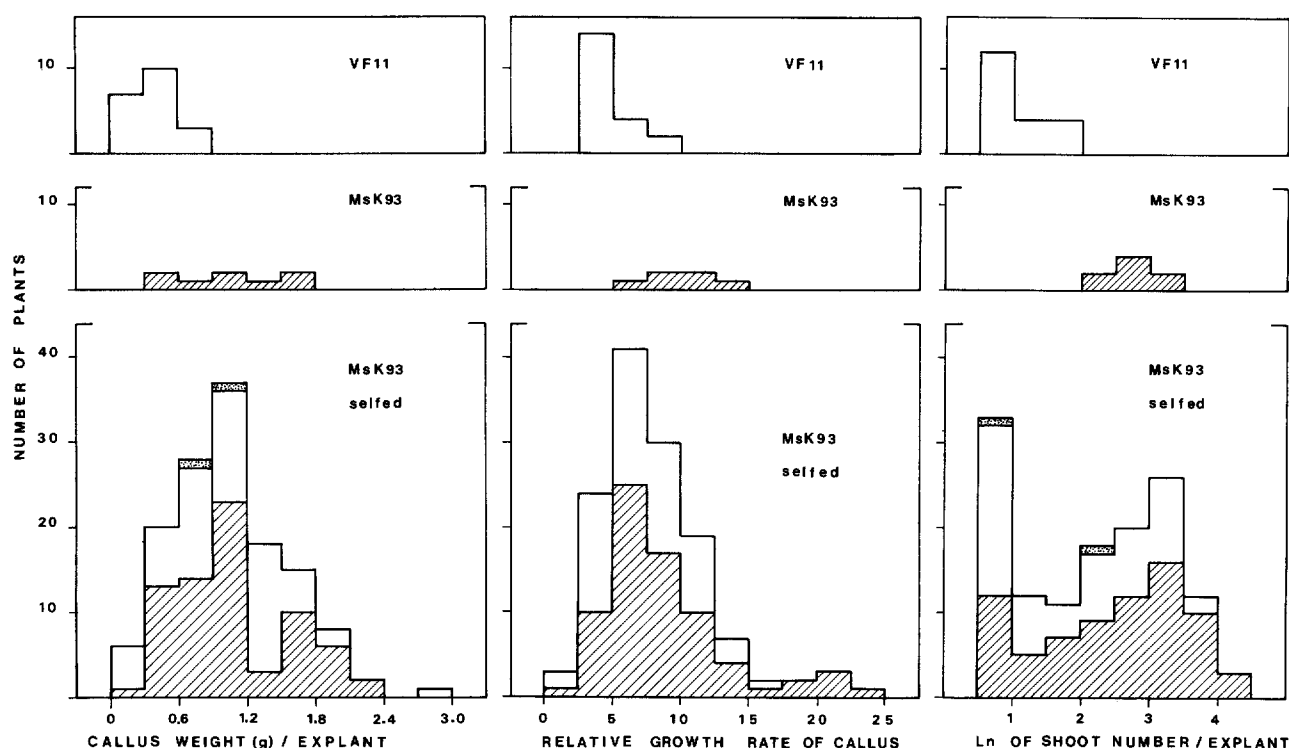 VF11
VF11
VF11
10
MsK93
MsK93
MsK93
10
NUMBER OF PLANTS
MsK93
selfed
MsK93
selfed
MsK93
selfed
40
30
20
10
0 0.6 1.2 1.8 2.4 3.0
0 5 10 15 20 25
1 2 3 4
CALLUS WEIGHT (g) / EXPLANT
RELATIVE GROWTH RATE OF CALLUS
Ln OF SHOOT NUMBER / EXPLANT